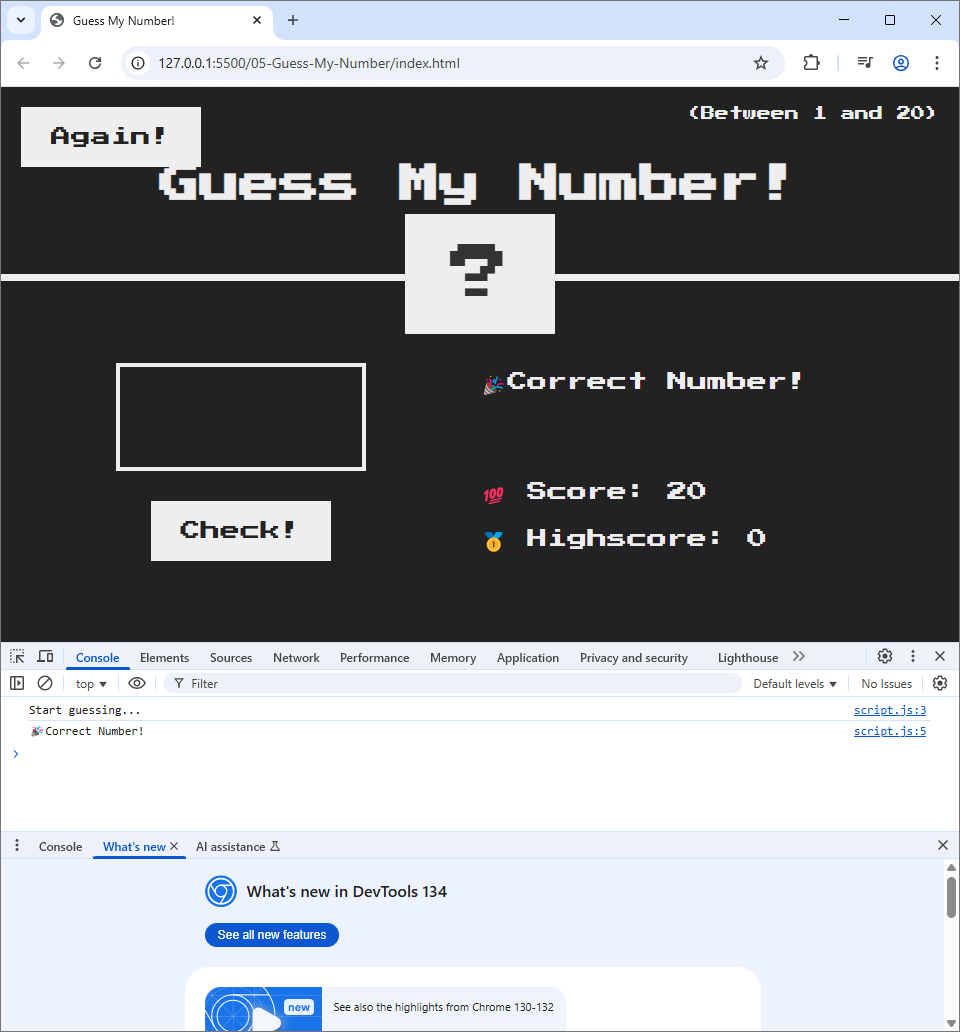 Guess My Number!
127.0.0.1:5500/05-Guess-My-Number/index.html
Again!
(Between 1 and 20)
Guess My Number!
?
🎉Correct Number!
💯 Score: 20
🥇 Highscore: 0
Check!
Console Elements Sources Network Performance Memory Application Privacy and security Lighthouse
top Filter Default levels No Issues
Start guessing... script.js:3
🎉Correct Number! script.js:5
Console What's new AI assistance
What's new in DevTools 134
See all new features
new See also the highlights from Chrome 130-132